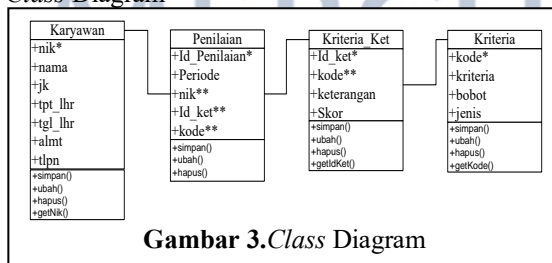 Class Diagram
Karyawan
+nik*
+nama
+jk
+tpt_lhr
+tgl_lhr
+almt
+tlpn
+simpan()
+ubah()
+hapus()
+getNik()
Penilaian
+Id_Penilaian*
+Periode
+nik**
+Id_ket**
+kode**
+simpan()
+ubah()
+hapus()
Kriteria_Ket
+Id_ket*
+kode**
+keterangan
+Skor
+simpan()
+ubah()
+hapus()
+getIdKet()
Kriteria
+kode*
+kriteria
+bobot
+jenis
+simpan()
+ubah()
+hapus()
+getKode()
Gambar 3.Class Diagram